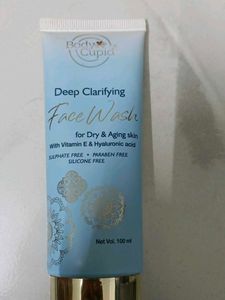 Body
Cupid
Deep Clarifying
Face Wash
for Dry & Aging skin
With Vitamin E & Hyaluronic acid
SULPHATE FREE • PARABEN FREE
SILICONE FREE
Net Vol. 100 ml